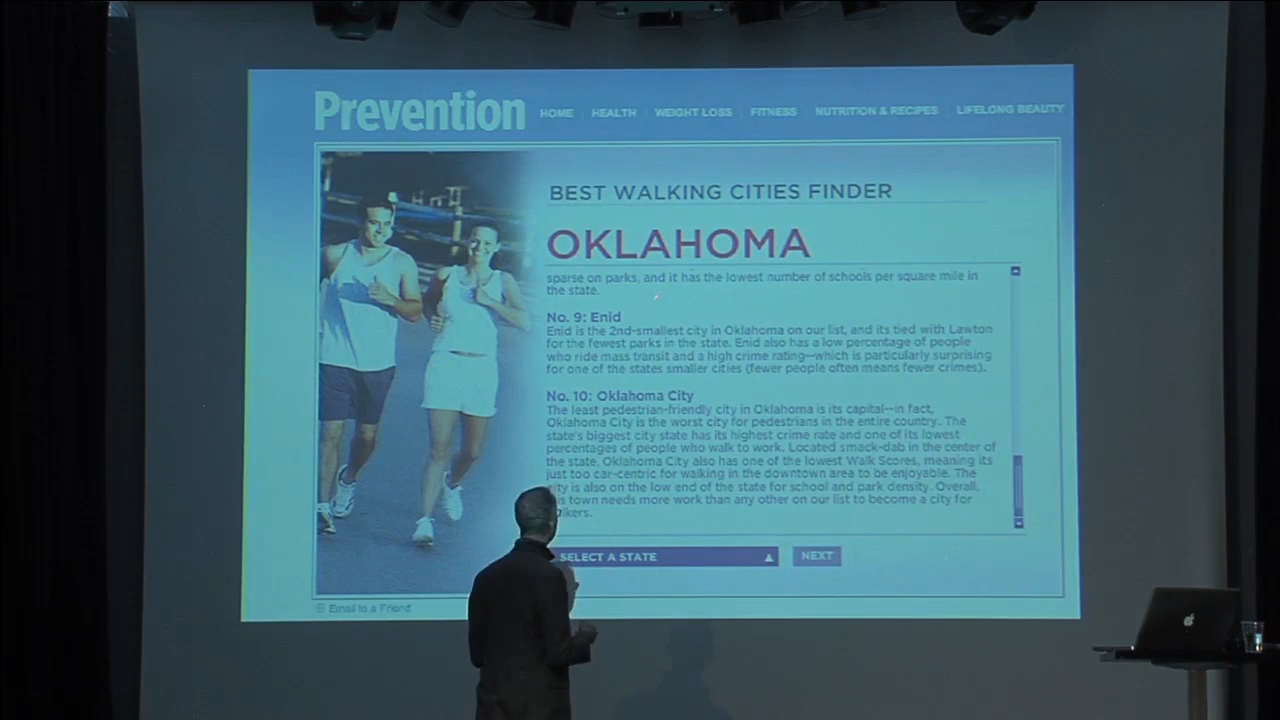 Prevention
HOME HEALTH WEIGHT LOSS FITNESS NUTRITION & RECIPES LIFELONG BEAUTY
BEST WALKING CITIES FINDER
OKLAHOMA
sparse on parks, and it has the lowest number of schools per square mile in
the state.
No. 9: Enid
Enid is the 2nd-smallest city in Oklahoma on our list, and its tied with Lawton
for the fewest parks in the state. Enid also has a low percentage of people
who ride mass transit and a high crime rating--which is particularly surprising
for one of the states smaller cities (fewer people often means fewer crimes).
No. 10: Oklahoma City
The least pedestrian-friendly city in Oklahoma is its capital--in fact,
Oklahoma City is the worst city for pedestrians in the entire country. The
state's biggest city state has its highest crime rate and one of its lowest
percentages of people who walk to work. Located smack-dab in the center of
the state, Oklahoma City also has one of the lowest Walk Scores, meaning its
just too car-centric for walking in the downtown area to be enjoyable. The
city is also on the low end of the state for school and park density. Overall,
town needs more work than any other on our list to become a city for
SELECT A STATE NEXT
Email to a Friend